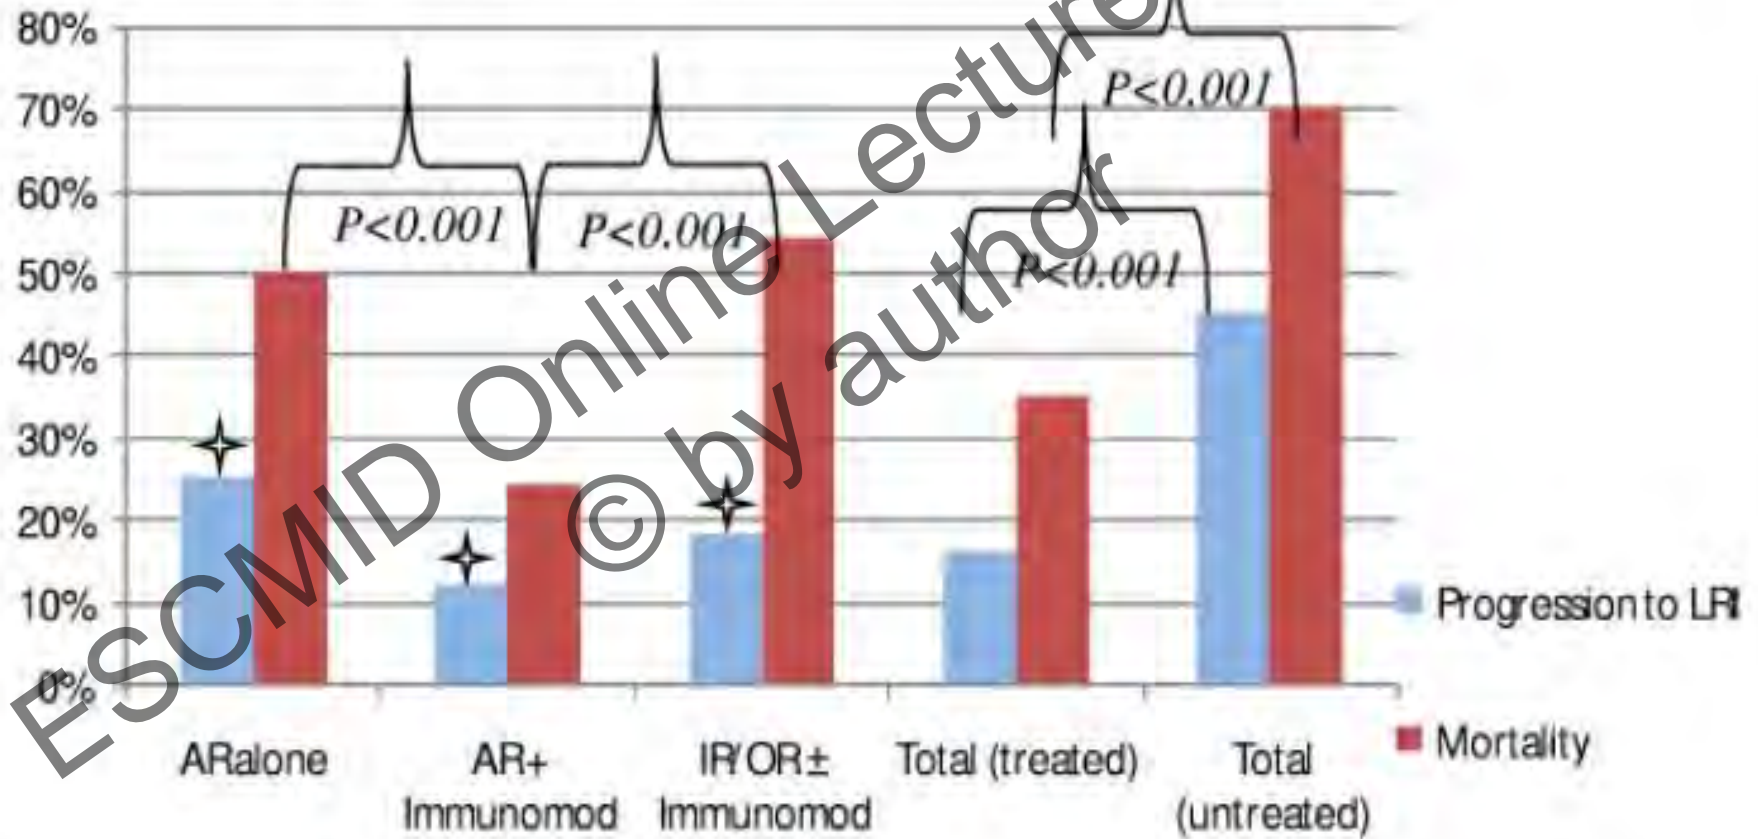 80%
70%
60%
50%
40%
30%
20%
10%
0%
P<0.001
P<0.001
P<0.001
P<0.001
ARalone
AR+
Immunomod
IR/OR±
Immunomod
Total (treated)
Total
(untreated)
Progression to LRI
Mortality
ESCMID Online Lecture
© by author